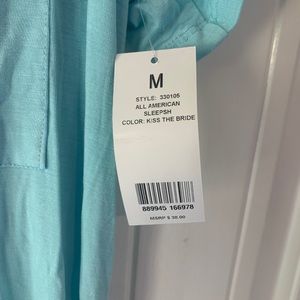 M
STYLE: 330105
ALL AMERICAN
SLEEPSH
COLOR: KISS THE BRIDE
889945 166978
MSRP $ 38.00